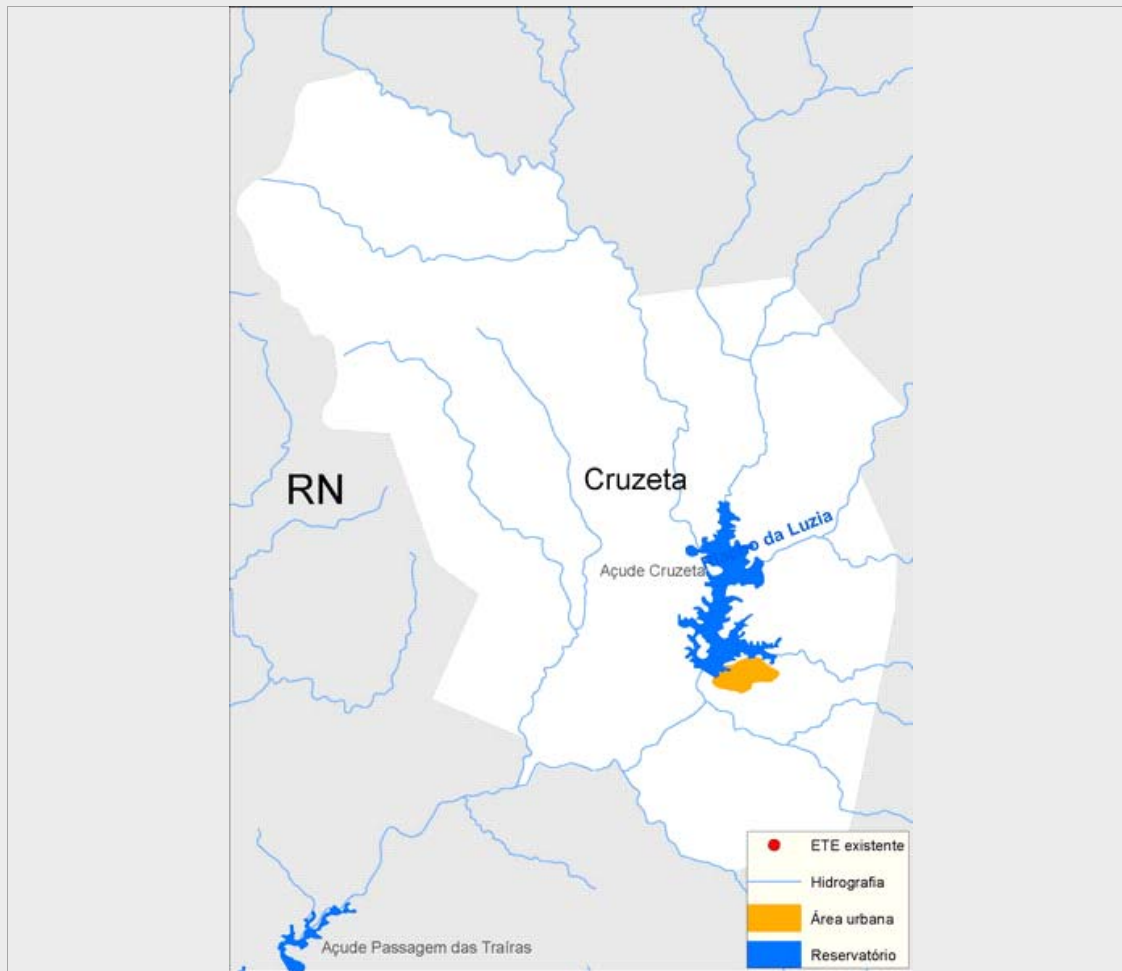 RN
Cruzeta
o da Luzia
Açude Cruzeta
ETE existente
Hidrografia
Área urbana
Reservatório
Açude Passagem das Traíras